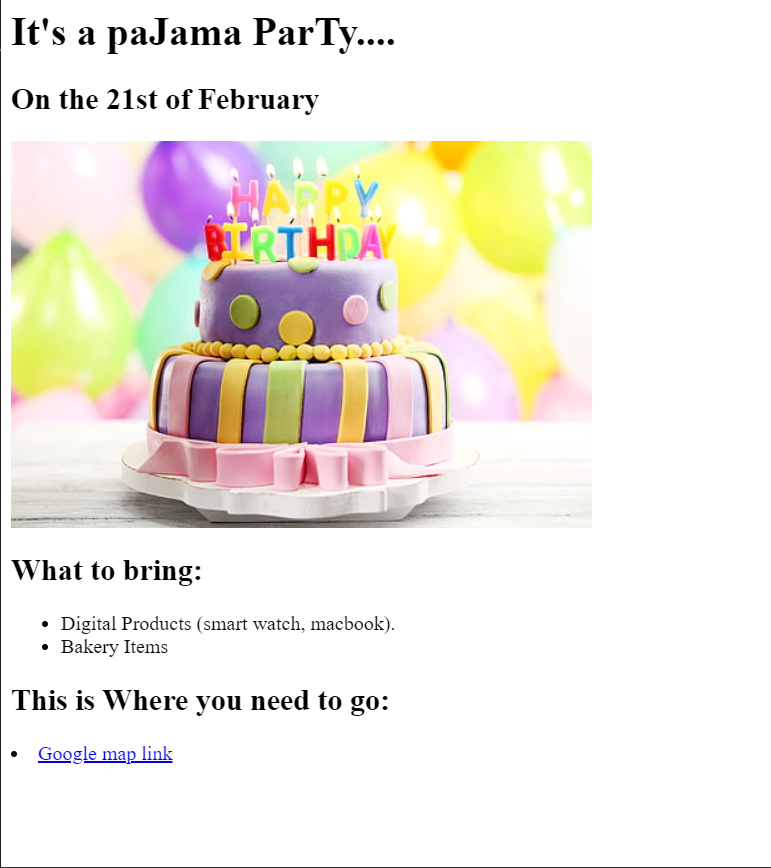 It's a paJama ParTy....
On the 21st of February
HAPPY
BIRTHDAY
What to bring:
Digital Products (smart watch, macbook).
Bakery Items
This is Where you need to go:
Google map link